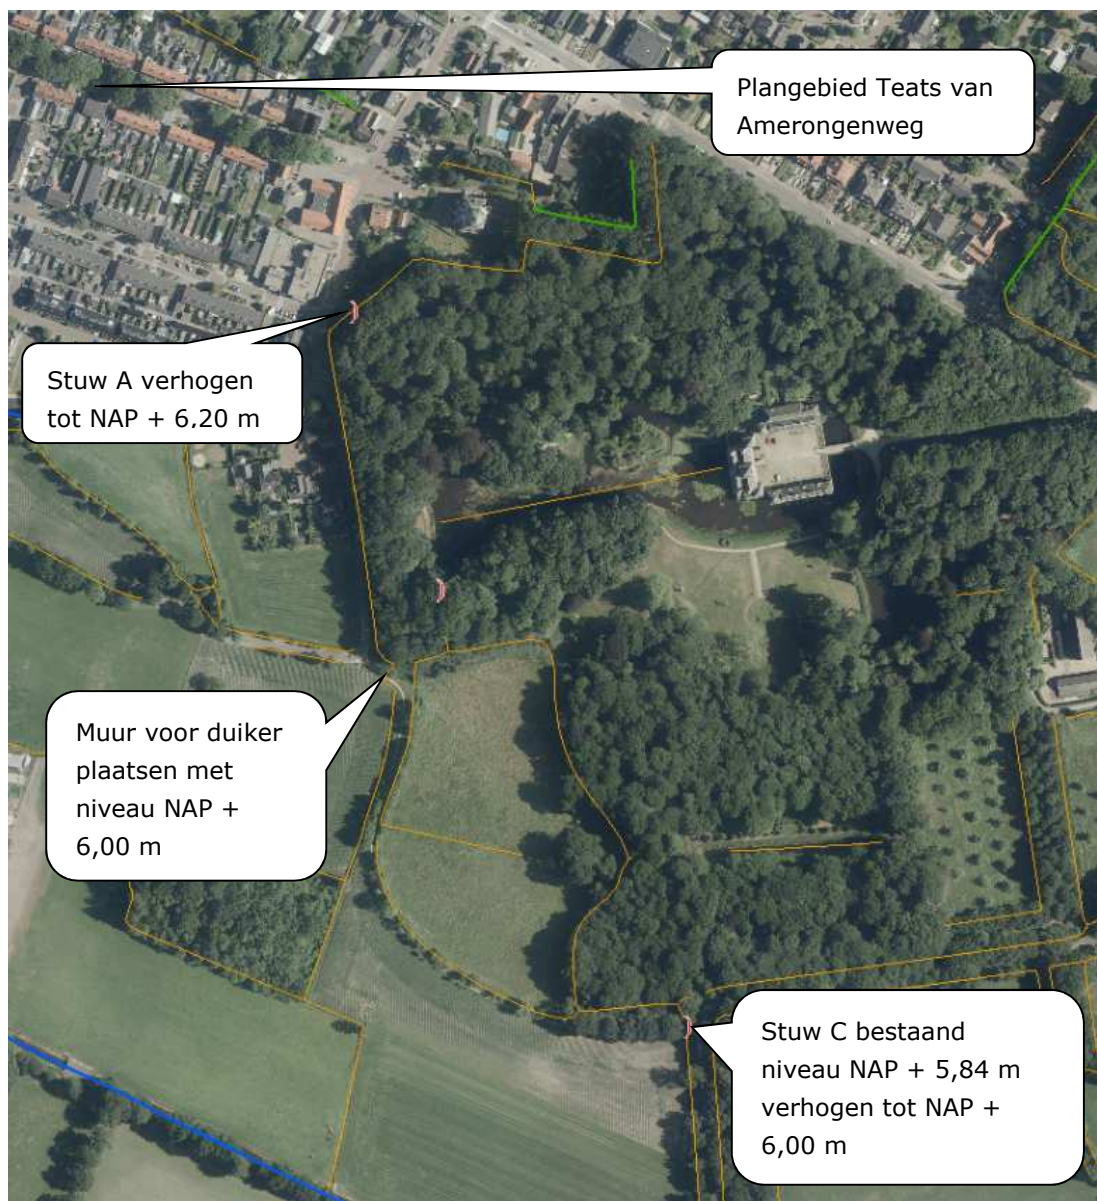 Plangebied Teats van
Amerongenweg
Stuw A verhogen
tot NAP + 6,20 m
Muur voor duiker
plaatsen met
niveau NAP +
6,00 m
Stuw C bestaand
niveau NAP + 5,84 m
verhogen tot NAP +
6,00 m